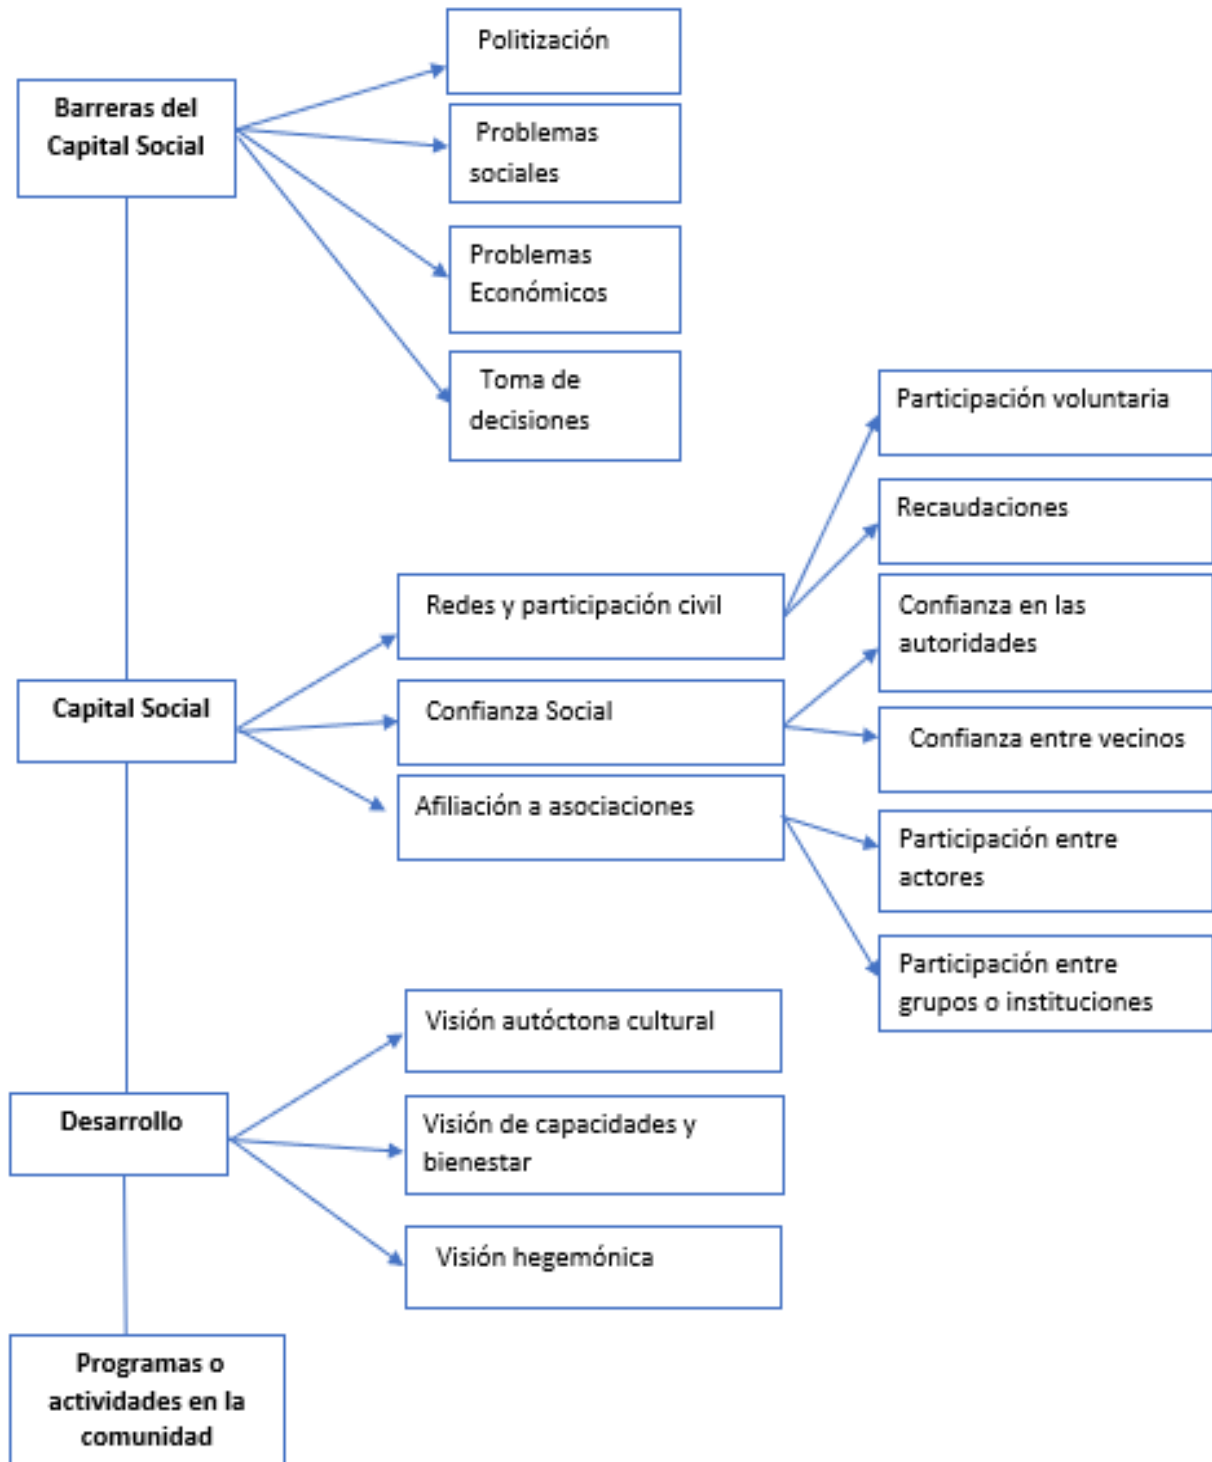 Politización
Barreras del
Capital Social
Problemas
sociales
Problemas
Económicos
Toma de
decisiones
Participación voluntaria
Recaudaciones
Redes y participación civil
Confianza en las
autoridades
Capital Social
Confianza Social
Confianza entre vecinos
Afiliación a asociaciones
Participación entre
actores
Participación entre
grupos o instituciones
Visión autóctona cultural
Desarrollo
Visión de capacidades y
bienestar
Visión hegemónica
Programas o
actividades en la
comunidad